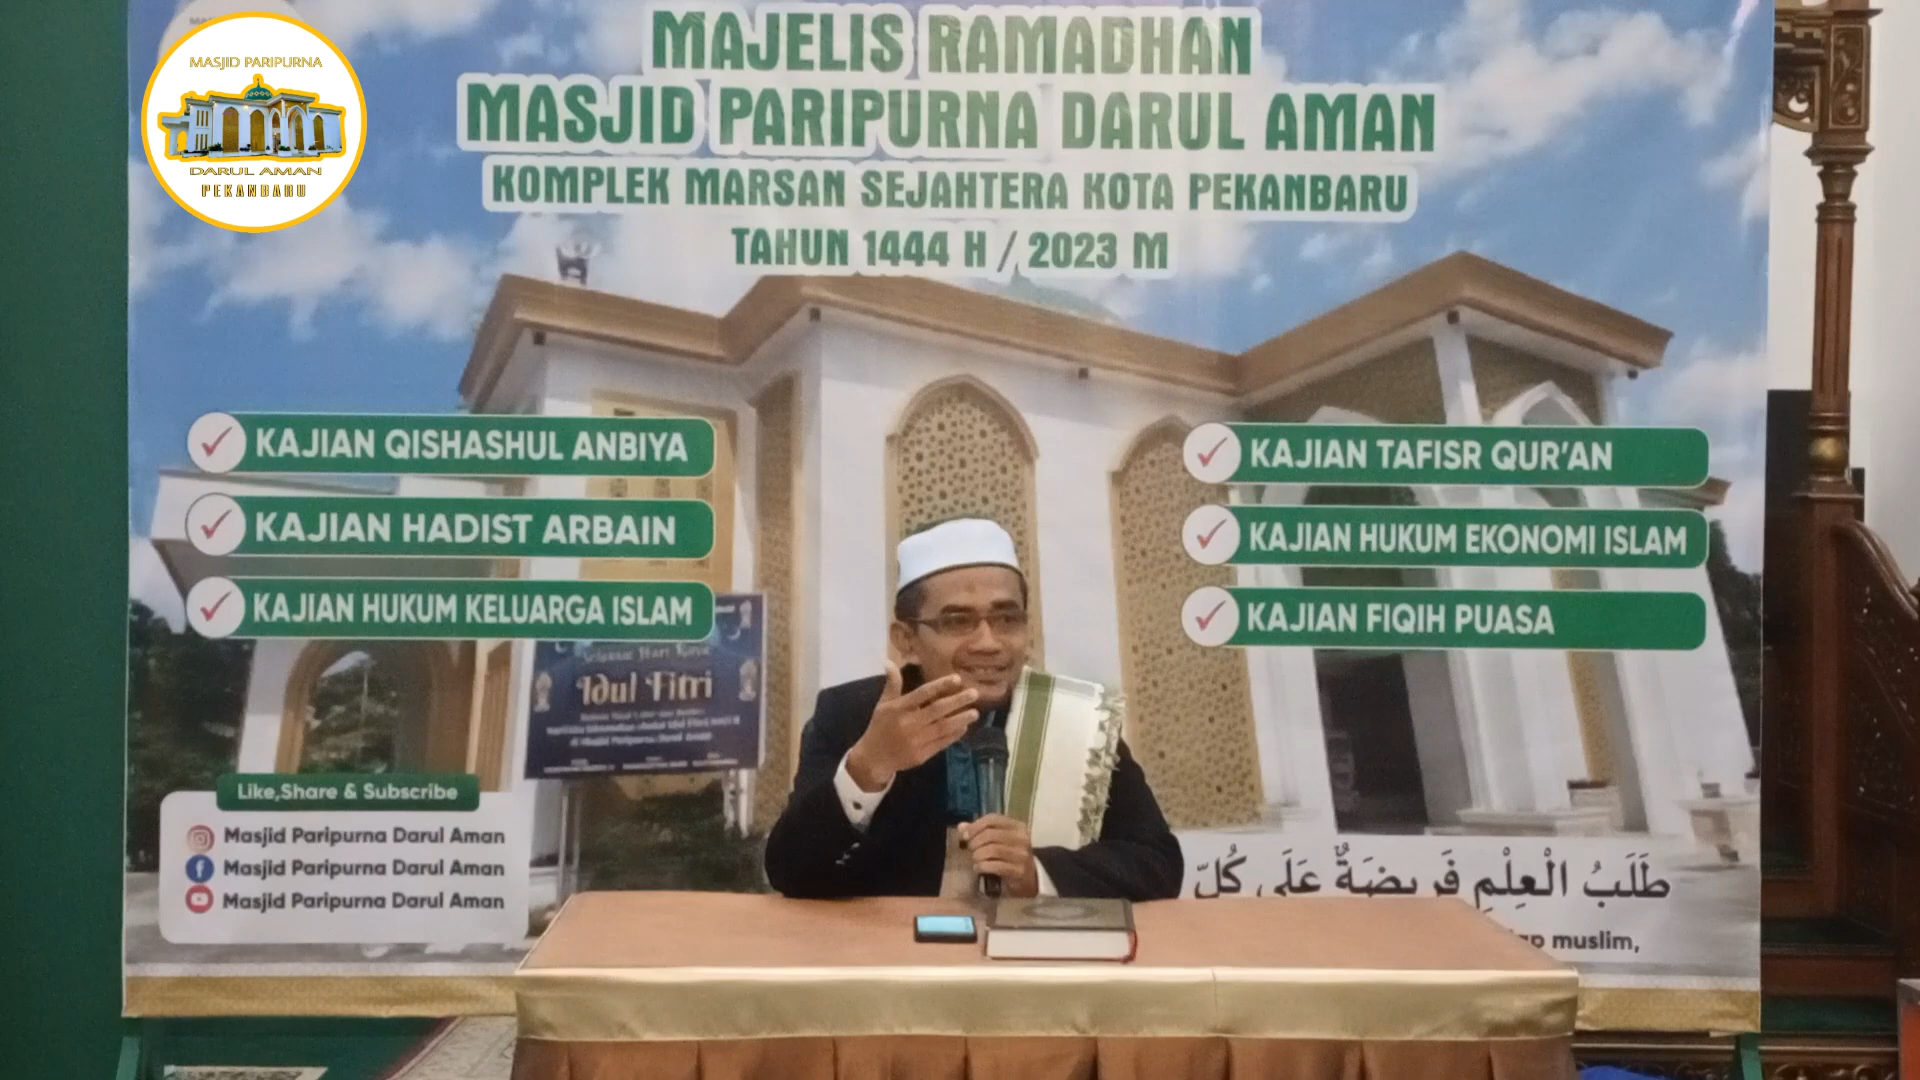 MASJID PARIPURNA
DARUL AMAN
PEKANBARU
MAJELIS RAMADHAN
MASJID PARIPURNA DARUL AMAN
KOMPLEK MARSAN SEJAHTERA KOTA PEKANBARU
TAHUN 1444 H / 2023 M
KAJIAN QISHASHUL ANBIYA
KAJIAN HADIST ARBAIN
KAJIAN HUKUM KELUARGA ISLAM
KAJIAN TAFISR QUR'AN
KAJIAN HUKUM EKONOMI ISLAM
KAJIAN FIQIH PUASA
Selamat Hari Raya
Idul Fitri
Like,Share & Subscribe
Masjid Paripurna Darul Aman
Masjid Paripurna Darul Aman
Masjid Paripurna Darul Aman
طَلَبُ الْعِلْمِ فَرِيضَةٌ عَلَى كُلِّ
muslim,